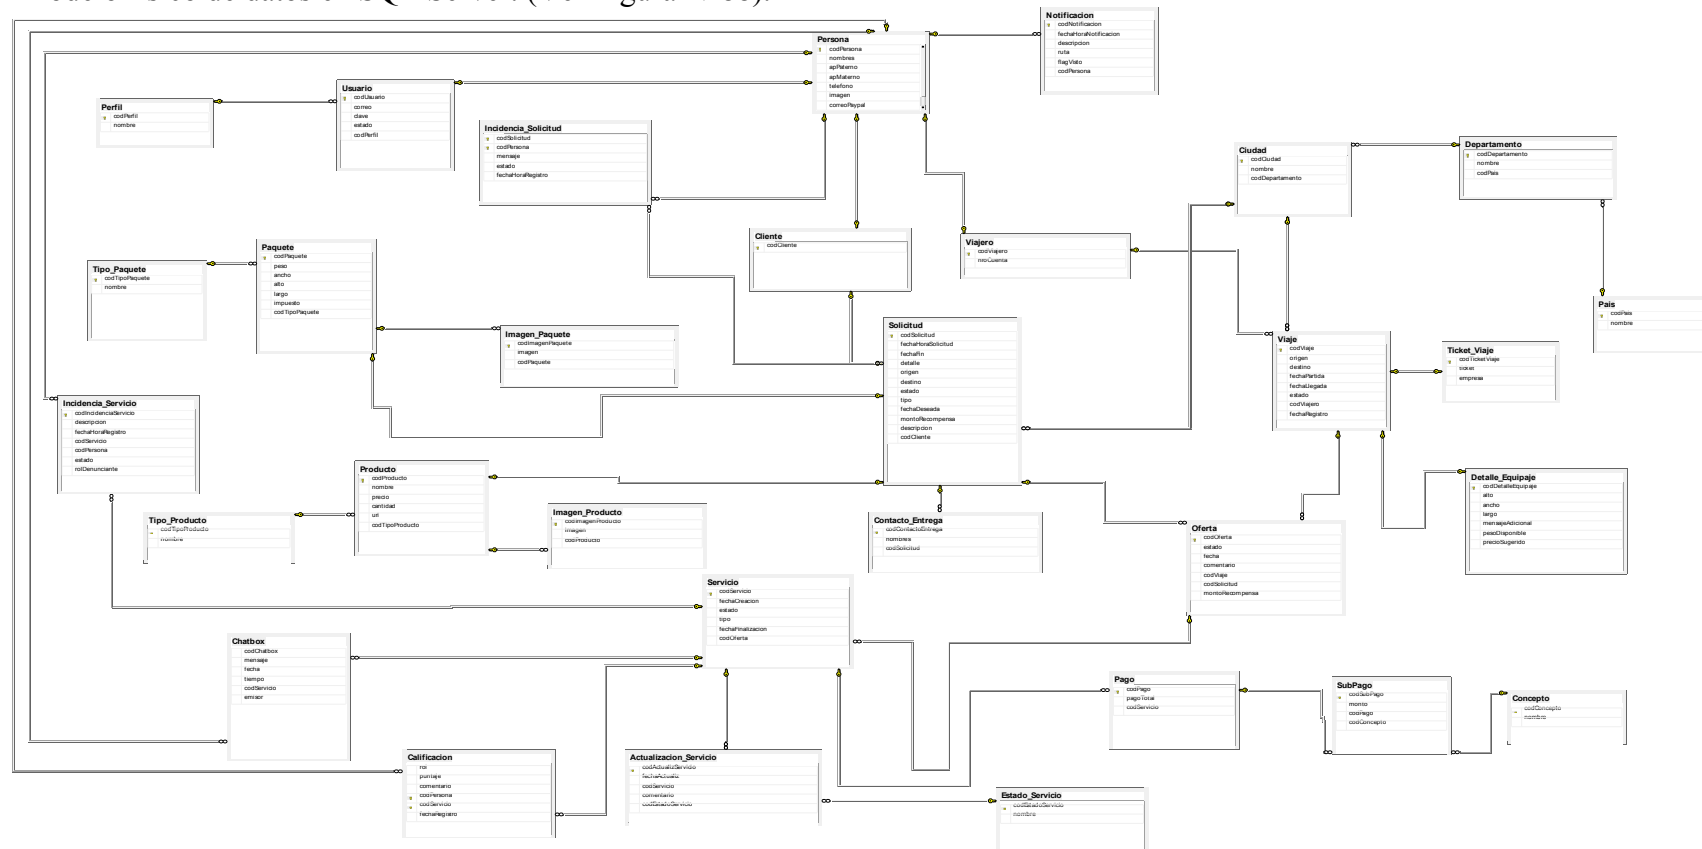 Notificacion
codNotificacion
fechaHoraNotificacion
descripcion
ruta
flagVisto
codPersona
Persona
codPersona
nombres
apPaterno
apMaterno
telefono
imagen
correoPaypal
Usuario
codUsuario
correo
clave
estado
codPerfil
Perfil
codPerfil
nombre
Incidencia_Solicitud
codSolicitud
codPersona
mensaje
estado
fechaHoraRegistro
Ciudad
codCiudad
nombre
codDepartamento
Departamento
codDepartamento
nombre
codPais
Cliente
codCliente
Viajero
codViajero
nroCuenta
Paquete
codPaquete
peso
ancho
alto
largo
impuesto
codTipoPaquete
Tipo_Paquete
codTipoPaquete
nombre
Pais
codPais
nombre
Imagen_Paquete
codImagenPaquete
imagen
codPaquete
Solicitud
codSolicitud
fechaHoraSolicitud
fechaFin
detalle
origen
destino
estado
tipo
fechaDeseada
montoRecompensa
descripcion
codCliente
Viaje
codViaje
origen
destino
fechaPartida
fechaLlegada
estado
codViajero
fechaRegistro
Ticket_Viaje
codTicketViaje
ticket
empresa
Incidencia_Servicio
codIncidenciaServicio
descripcion
fechaHoraRegistro
codServicio
codPersona
estado
rolDenunciante
Producto
codProducto
nombre
precio
cantidad
url
codTipoProducto
Tipo_Producto
codTipoProducto
nombre
Imagen_Producto
codImagenProducto
imagen
codProducto
Contacto_Entrega
codContactoEntrega
nombres
codSolicitud
Oferta
codOferta
estado
fecha
comentario
codViaje
codSolicitud
montoRecompensa
Detalle_Equipaje
codDetalleEquipaje
alto
ancho
largo
mensajeAdicional
pesoDisponible
precioSugerido
Servicio
codServicio
fechaCreacion
estado
tipo
fechaFinalizacion
codOferta
Chatbox
codChatbox
mensaje
fecha
tiempo
codServicio
emisor
Pago
codPago
pagoTotal
codServicio
SubPago
codSubPago
monto
codPago
codConcepto
Concepto
codConcepto
nombre
Calificacion
rol
puntaje
comentario
codPersona
codServicio
fechaRegistro
Actualizacion_Servicio
codActualizServicio
fechaActualiz
codServicio
comentario
codEstadoServicio
Estado_Servicio
codEstadoServicio
nombre